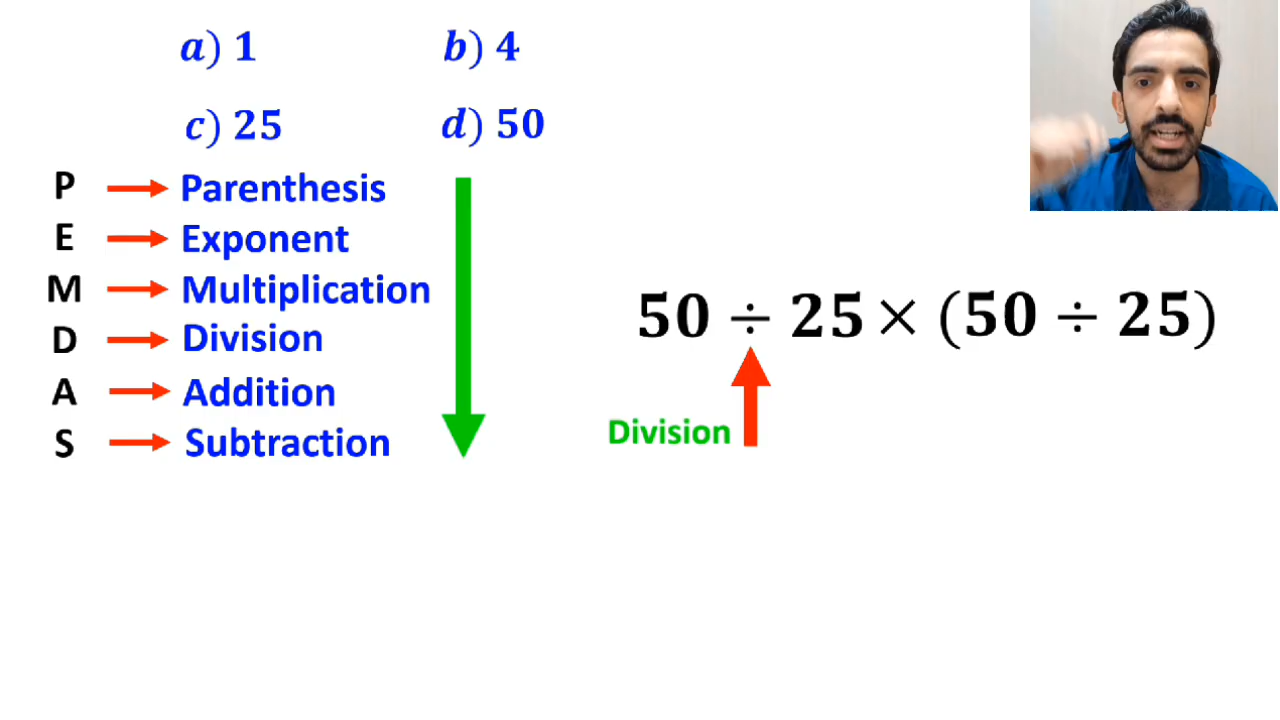 a) 1 b) 4
c) 25 d) 50
P Parenthesis
E Exponent
M Multiplication
D Division
A Addition
S Subtraction
50 ÷ 25 × (50 ÷ 25)
Division